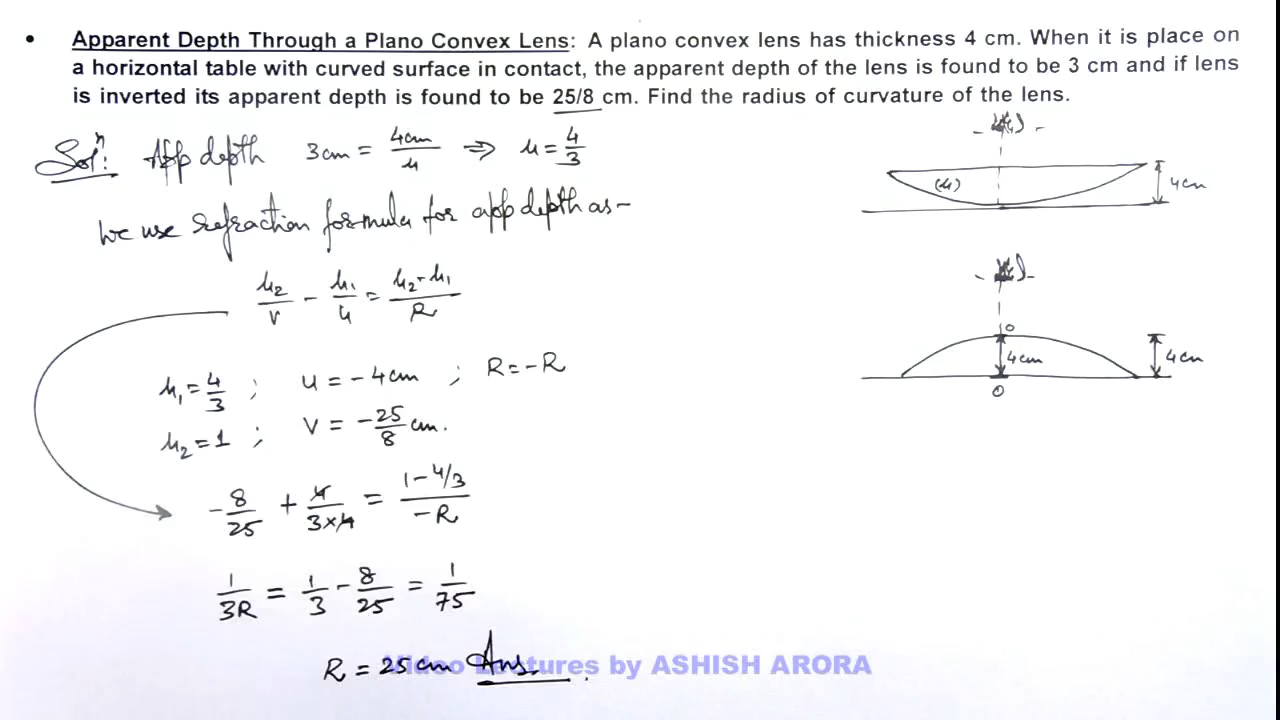 • Apparent Depth Through a Plano Convex Lens: A plano convex lens has thickness 4 cm. When it is place on
a horizontal table with curved surface in contact, the apparent depth of the lens is found to be 3 cm and if lens
is inverted its apparent depth is found to be 25/8 cm. Find the radius of curvature of the lens.
Solⁿ: App depth 3cm = 4cm/μ ⇒ μ = 4/3
We use refraction formula for app depth as –
μ₂/v - μ₁/u = μ₂-μ₁/R
μ₁ = 4/3 ; u = -4cm ; R = -R
μ₂ = 1 ; v = -25/8 cm.
-8/25 + 4/3×4 = 1-4/3/-R
1/3R = 1/3 - 8/25 = 1/75
R = 25cm Ans.
Video Lectures by ASHISH ARORA
(μ)
4cm
O
4cm
4cm
O